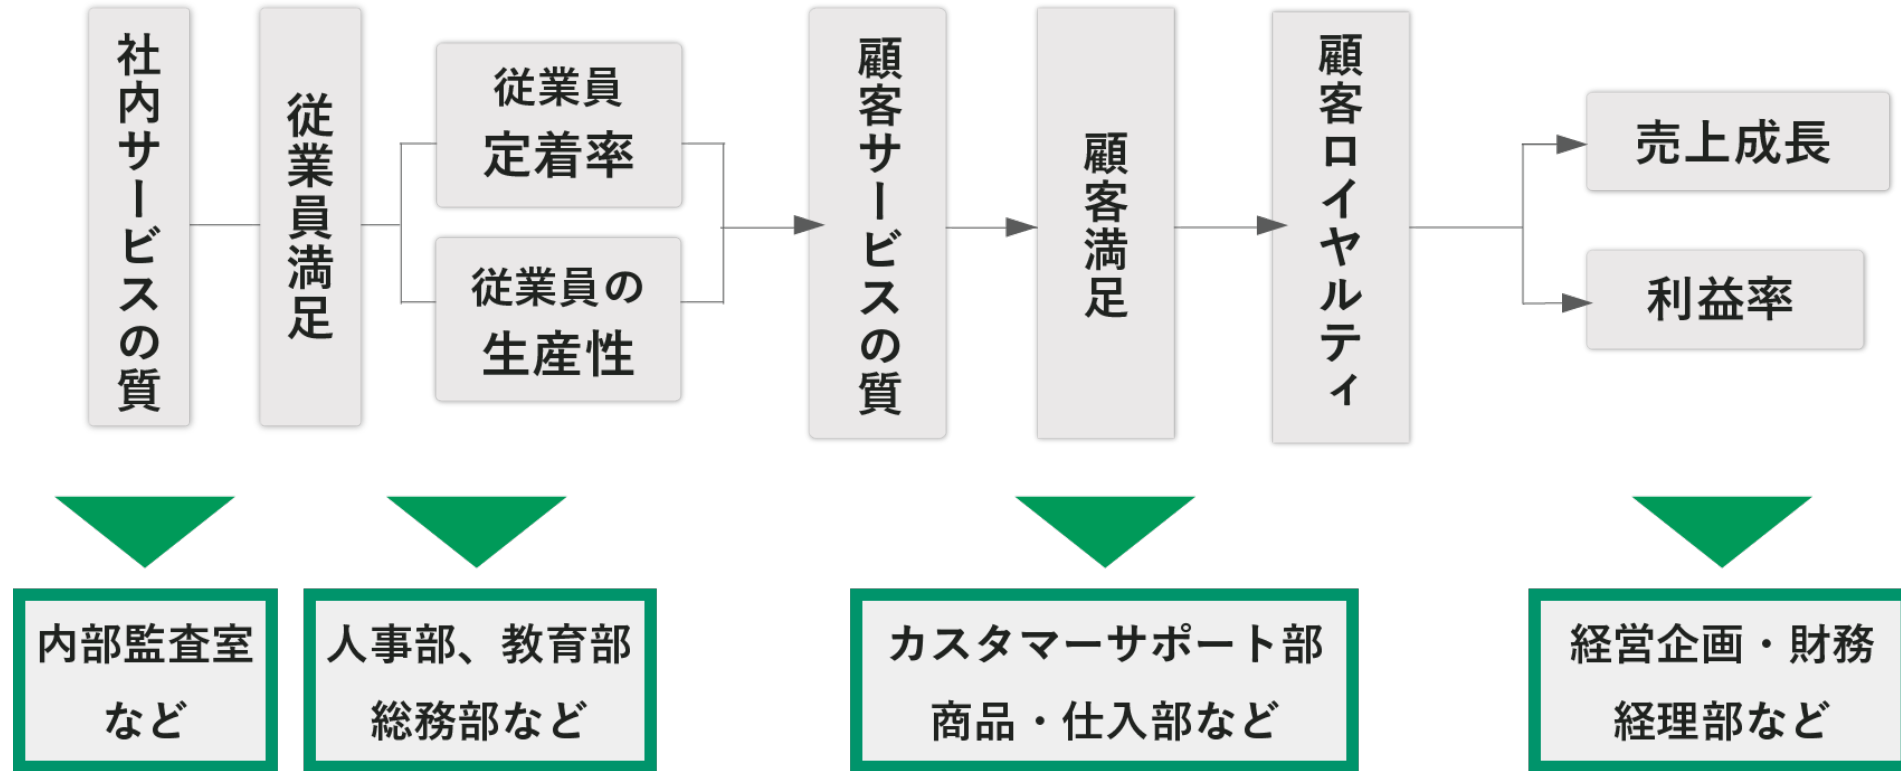 社内サービスの質
従業員満足
従業員
定着率
従業員の
生産性
顧客サービスの質
顧客満足
顧客ロイヤルティ
売上成長
利益率
内部監査室
など
人事部、教育部
総務部など
カスタマーサポート部
商品・仕入部など
経営企画・財務
経理部など